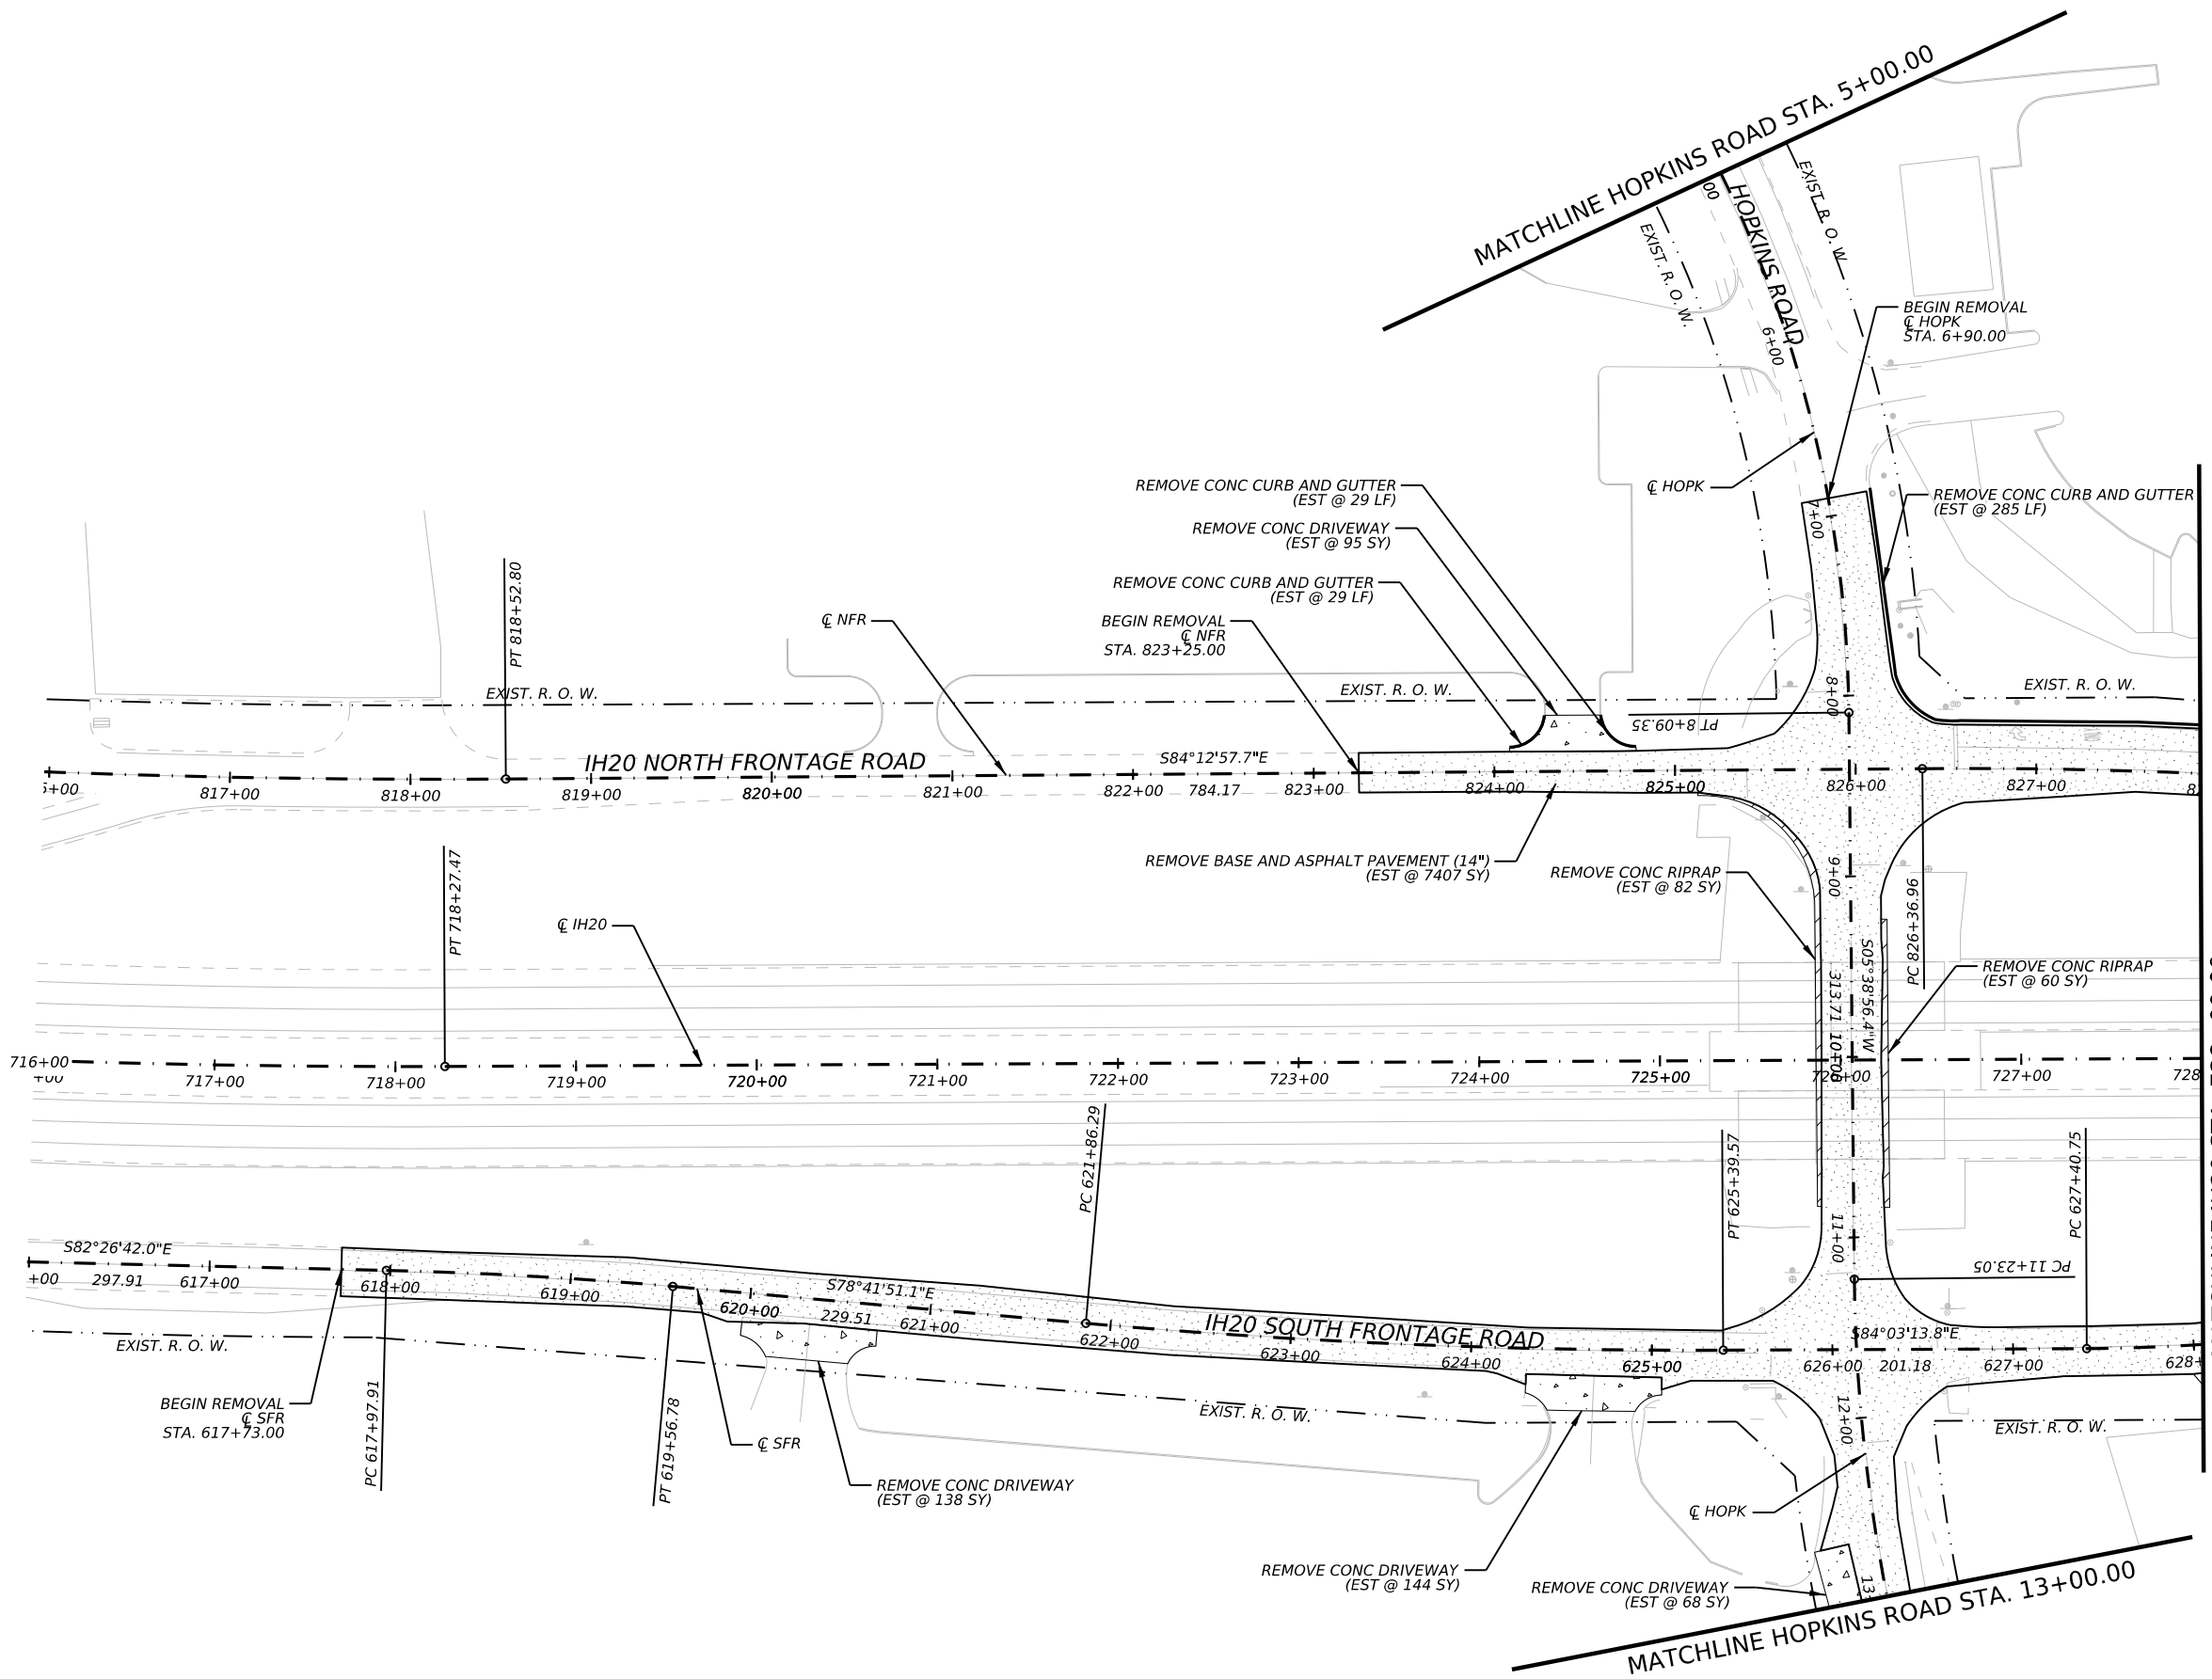 MATCHLINE HOPKINS ROAD STA. 5+00.00
00
HOPKINS ROAD
EXIST. R. O. W.
EXIST. R. O. W.
6+00
BEGIN REMOVAL
℄ HOPK
STA. 6+90.00
℄ HOPK
REMOVE CONC CURB AND GUTTER
(EST @ 29 LF)
REMOVE CONC CURB AND GUTTER
(EST @ 285 LF)
7+00
REMOVE CONC DRIVEWAY
(EST @ 95 SY)
REMOVE CONC CURB AND GUTTER
(EST @ 29 LF)
PT 818+52.80
℄ NFR
BEGIN REMOVAL
℄ NFR
STA. 823+25.00
EXIST. R. O. W.
EXIST. R. O. W.
EXIST. R. O. W.
8+00
PT 8+09.35
IH20 NORTH FRONTAGE ROAD
S84°12'57.7"E
5+00
817+00
818+00
819+00
820+00
821+00
822+00
784.17
823+00
824+00
825+00
826+00
827+00
8
PT 718+27.47
REMOVE BASE AND ASPHALT PAVEMENT (14")
(EST @ 7407 SY)
REMOVE CONC RIPRAP
(EST @ 82 SY)
9+00
PC 826+36.96
℄ IH20
REMOVE CONC RIPRAP
(EST @ 60 SY)
S05°38'56.4"W
313.71
10+00
716+00
+00
717+00
718+00
719+00
720+00
721+00
722+00
723+00
724+00
725+00
726+00
727+00
728
PC 621+86.29
PT 625+39.57
PC 627+40.75
11+00
PC 11+23.05
S82°26'42.0"E
+00
297.91
617+00
618+00
619+00
620+00
S78°41'51.1"E
229.51
621+00
622+00
IH20 SOUTH FRONTAGE ROAD
623+00
624+00
625+00
S84°03'13.8"E
626+00
201.18
627+00
628+
EXIST. R. O. W.
EXIST. R. O. W.
EXIST. R. O. W.
BEGIN REMOVAL
℄ SFR
STA. 617+73.00
PC 617+97.91
PT 619+56.78
℄ SFR
REMOVE CONC DRIVEWAY
(EST @ 138 SY)
12+00
℄ HOPK
REMOVE CONC DRIVEWAY
(EST @ 144 SY)
REMOVE CONC DRIVEWAY
(EST @ 68 SY)
13
MATCHLINE HOPKINS ROAD STA. 13+00.00